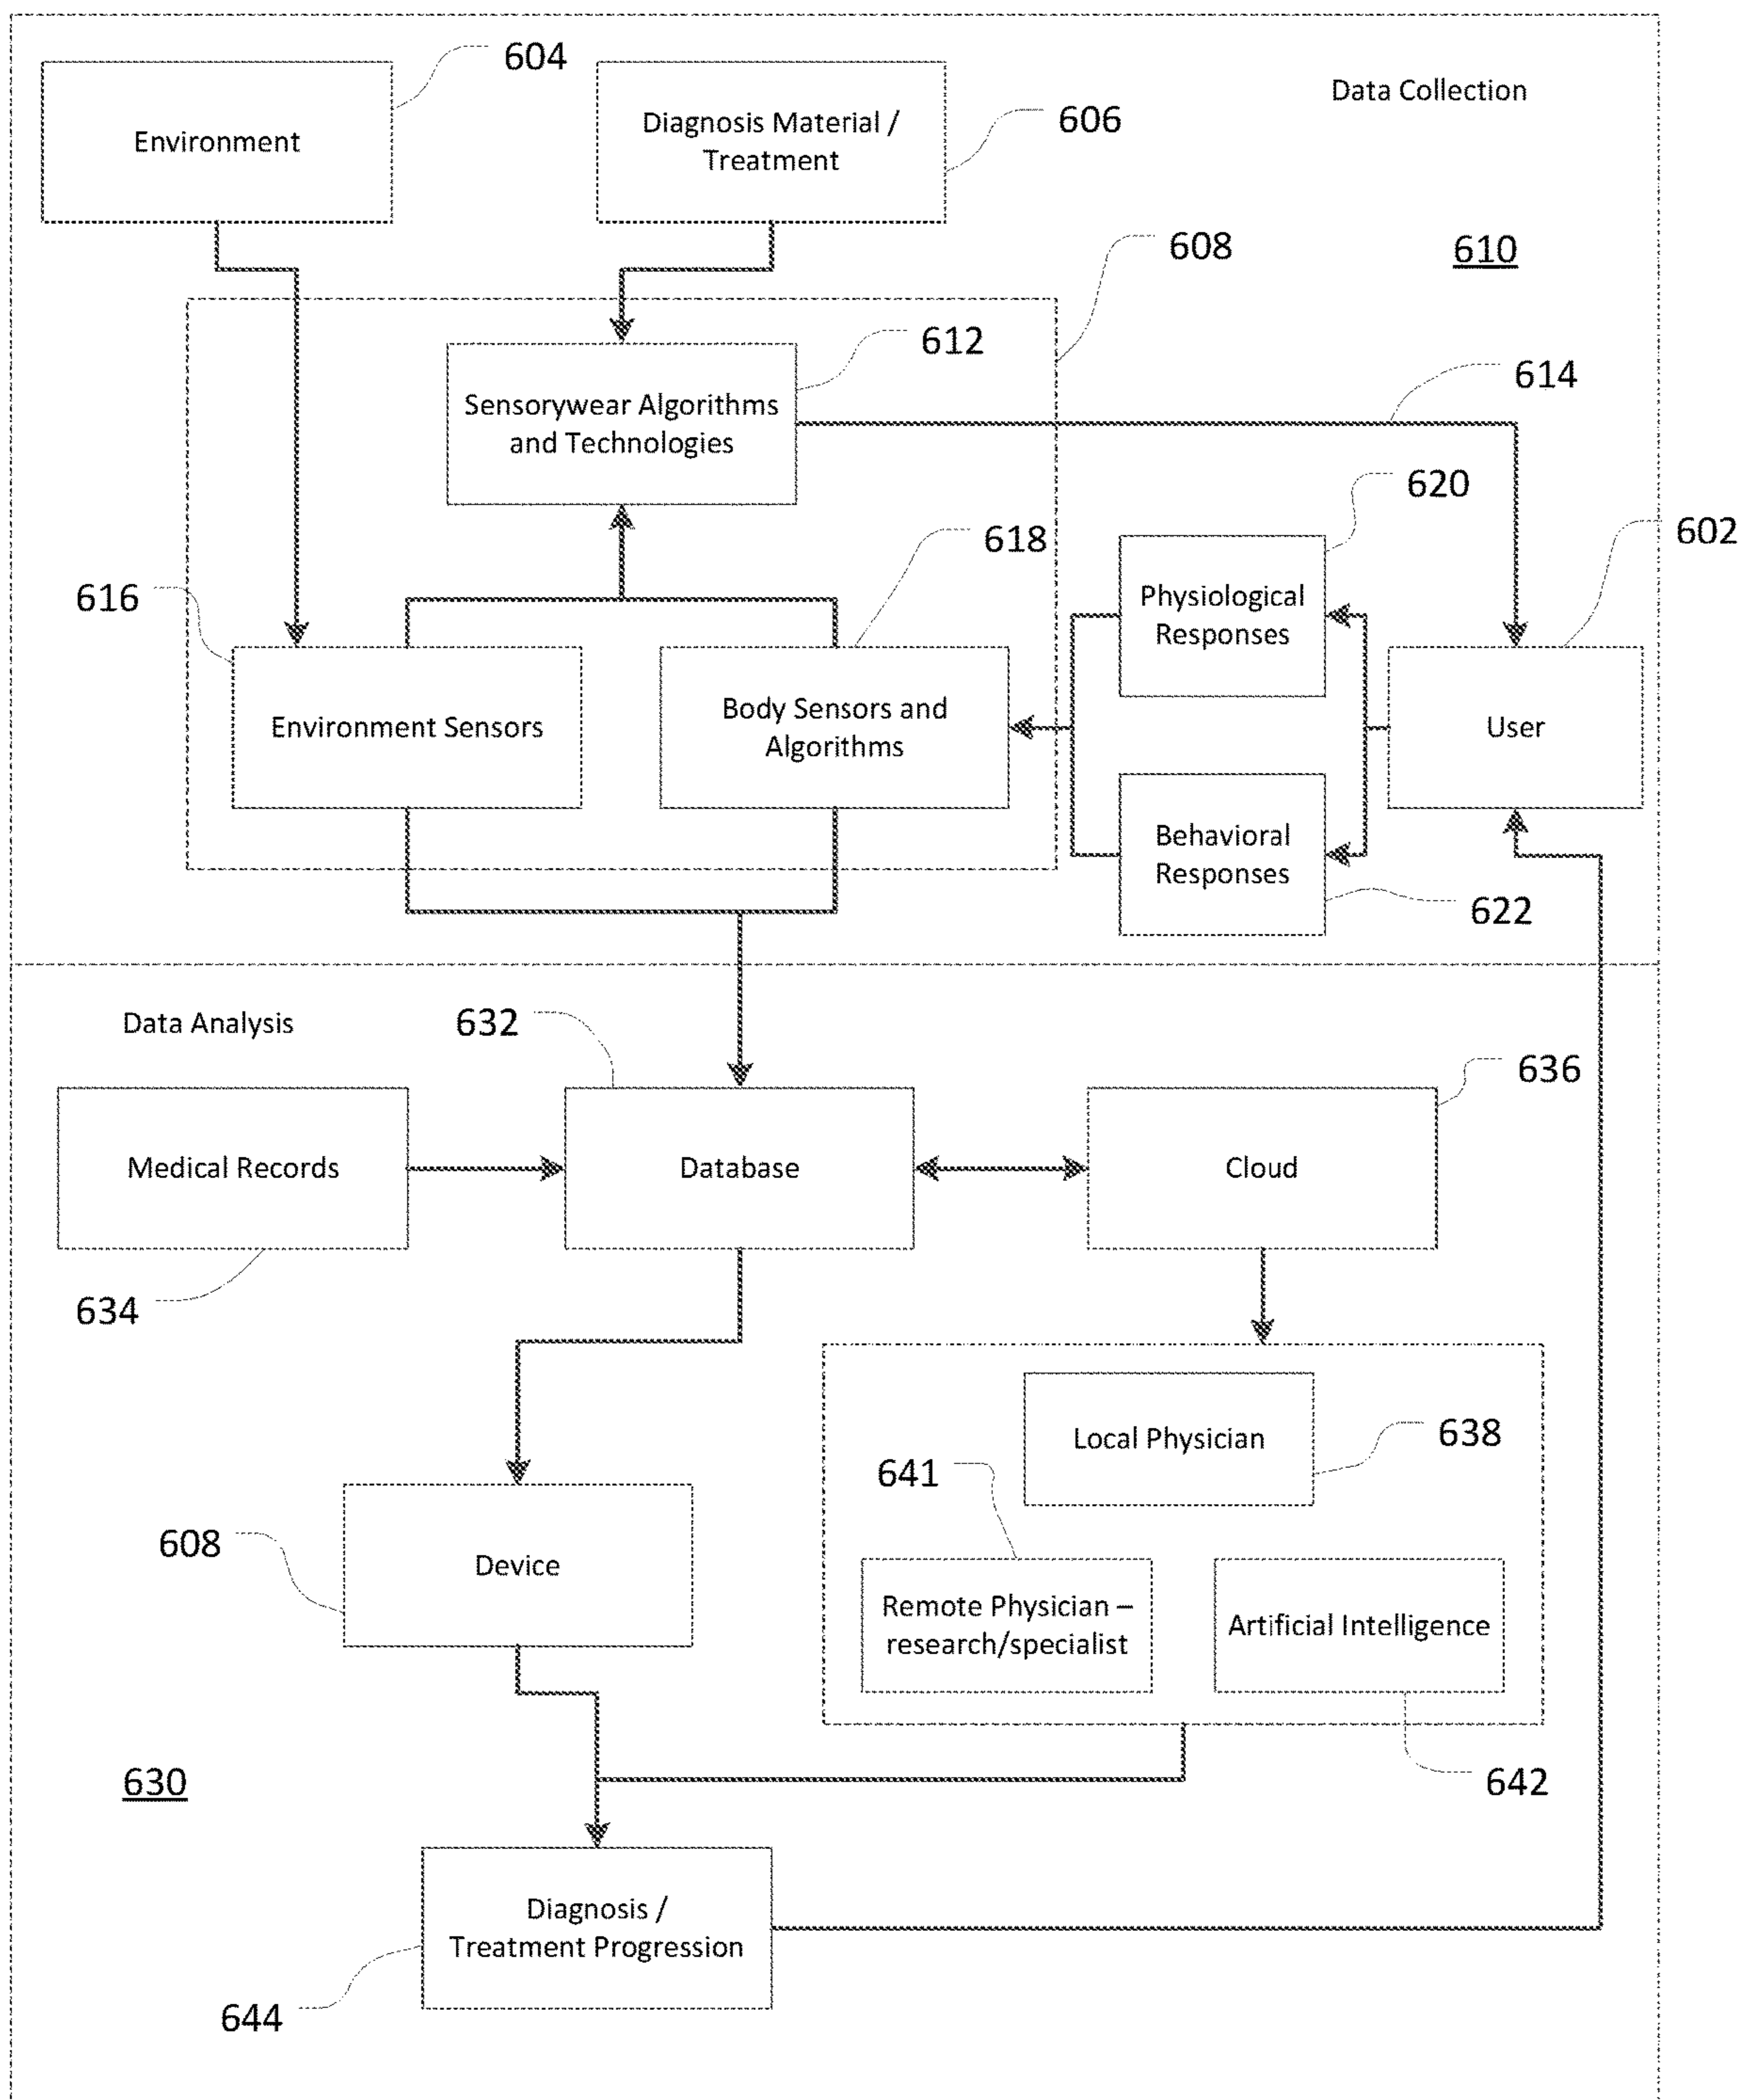 604
Environment
Diagnosis Material /
Treatment
606
Data Collection
608
610
612
Sensorywear Algorithms
and Technologies
614
620
618
602
616
Physiological
Responses
Environment Sensors
Body Sensors and
Algorithms
User
Behavioral
Responses
622
Data Analysis
632
636
Medical Records
Database
Cloud
634
Local Physician
638
641
608
Device
Remote Physician –
research/specialist
Artificial Intelligence
630
642
Diagnosis /
Treatment Progression
644